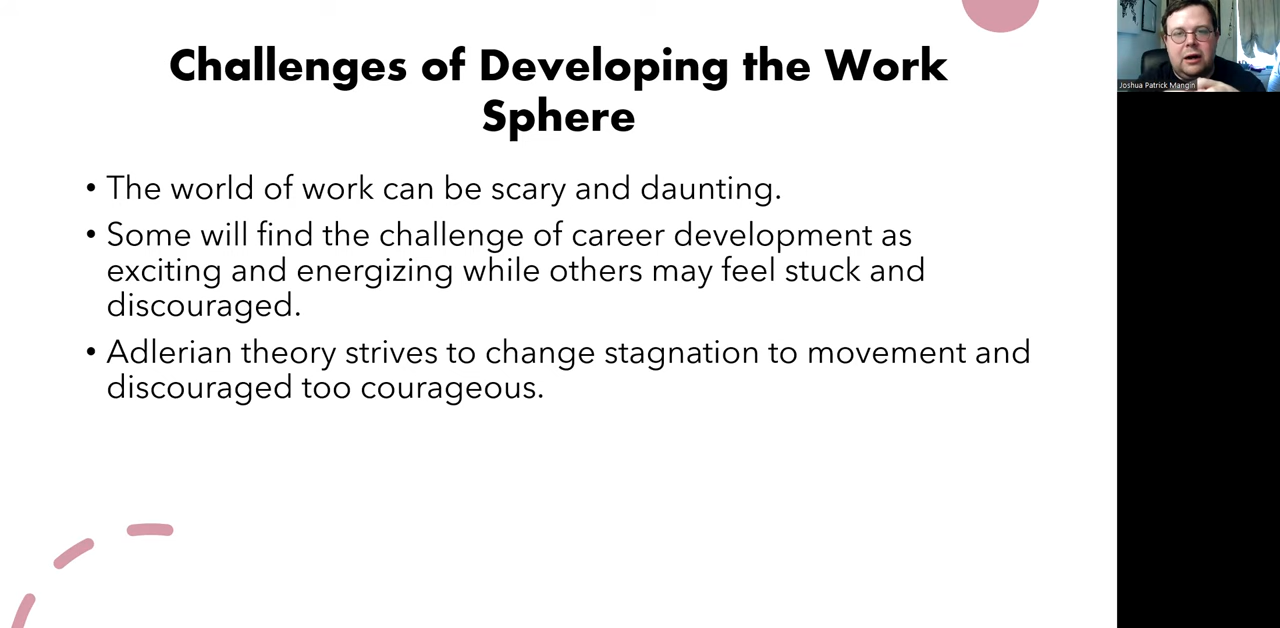 Challenges of Developing the Work
Sphere
• The world of work can be scary and daunting.
• Some will find the challenge of career development as
exciting and energizing while others may feel stuck and
discouraged.
• Adlerian theory strives to change stagnation to movement and
discouraged too courageous.
Joshua Patrick Mangin